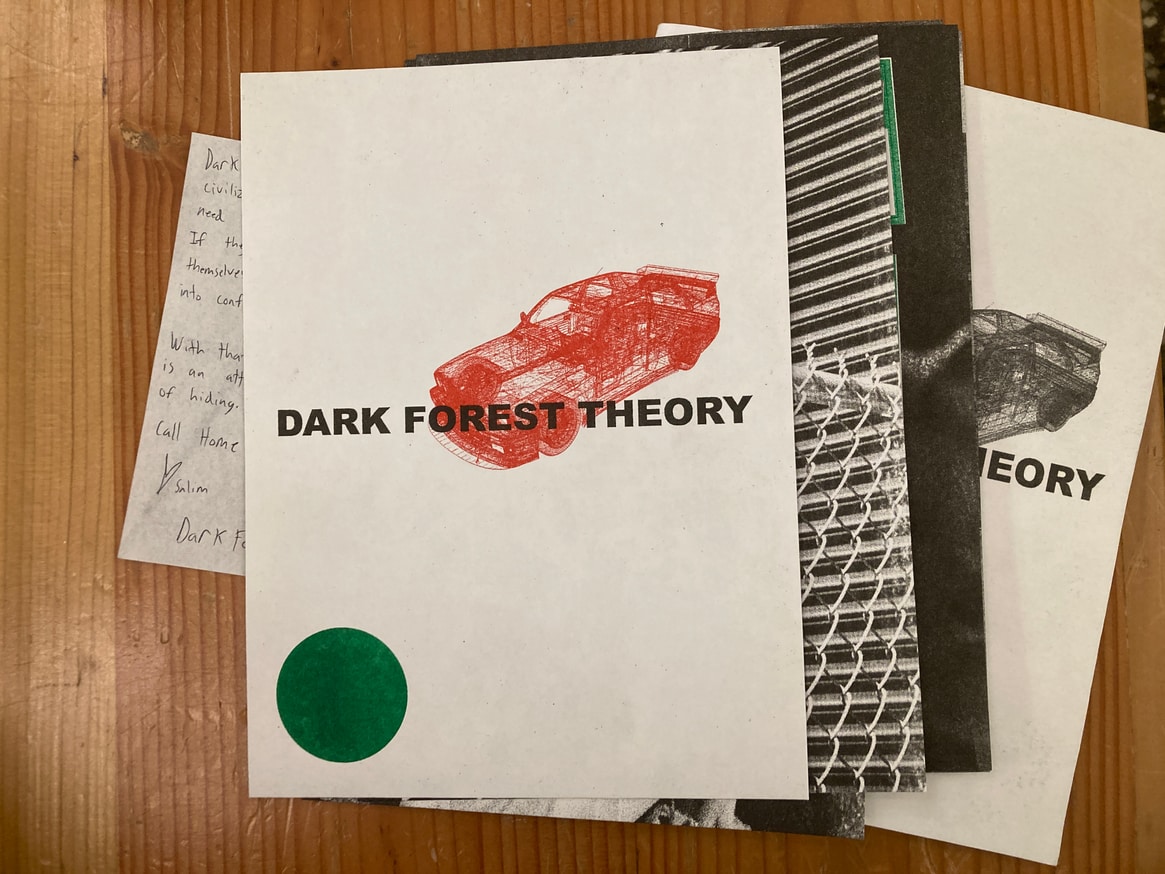 Dark
civiliz
need
If the
themselve
into conf
With tha
is an att
of hiding.
Call Home
Salim
Dark Fo
DARK FOREST THEORY
HEORY